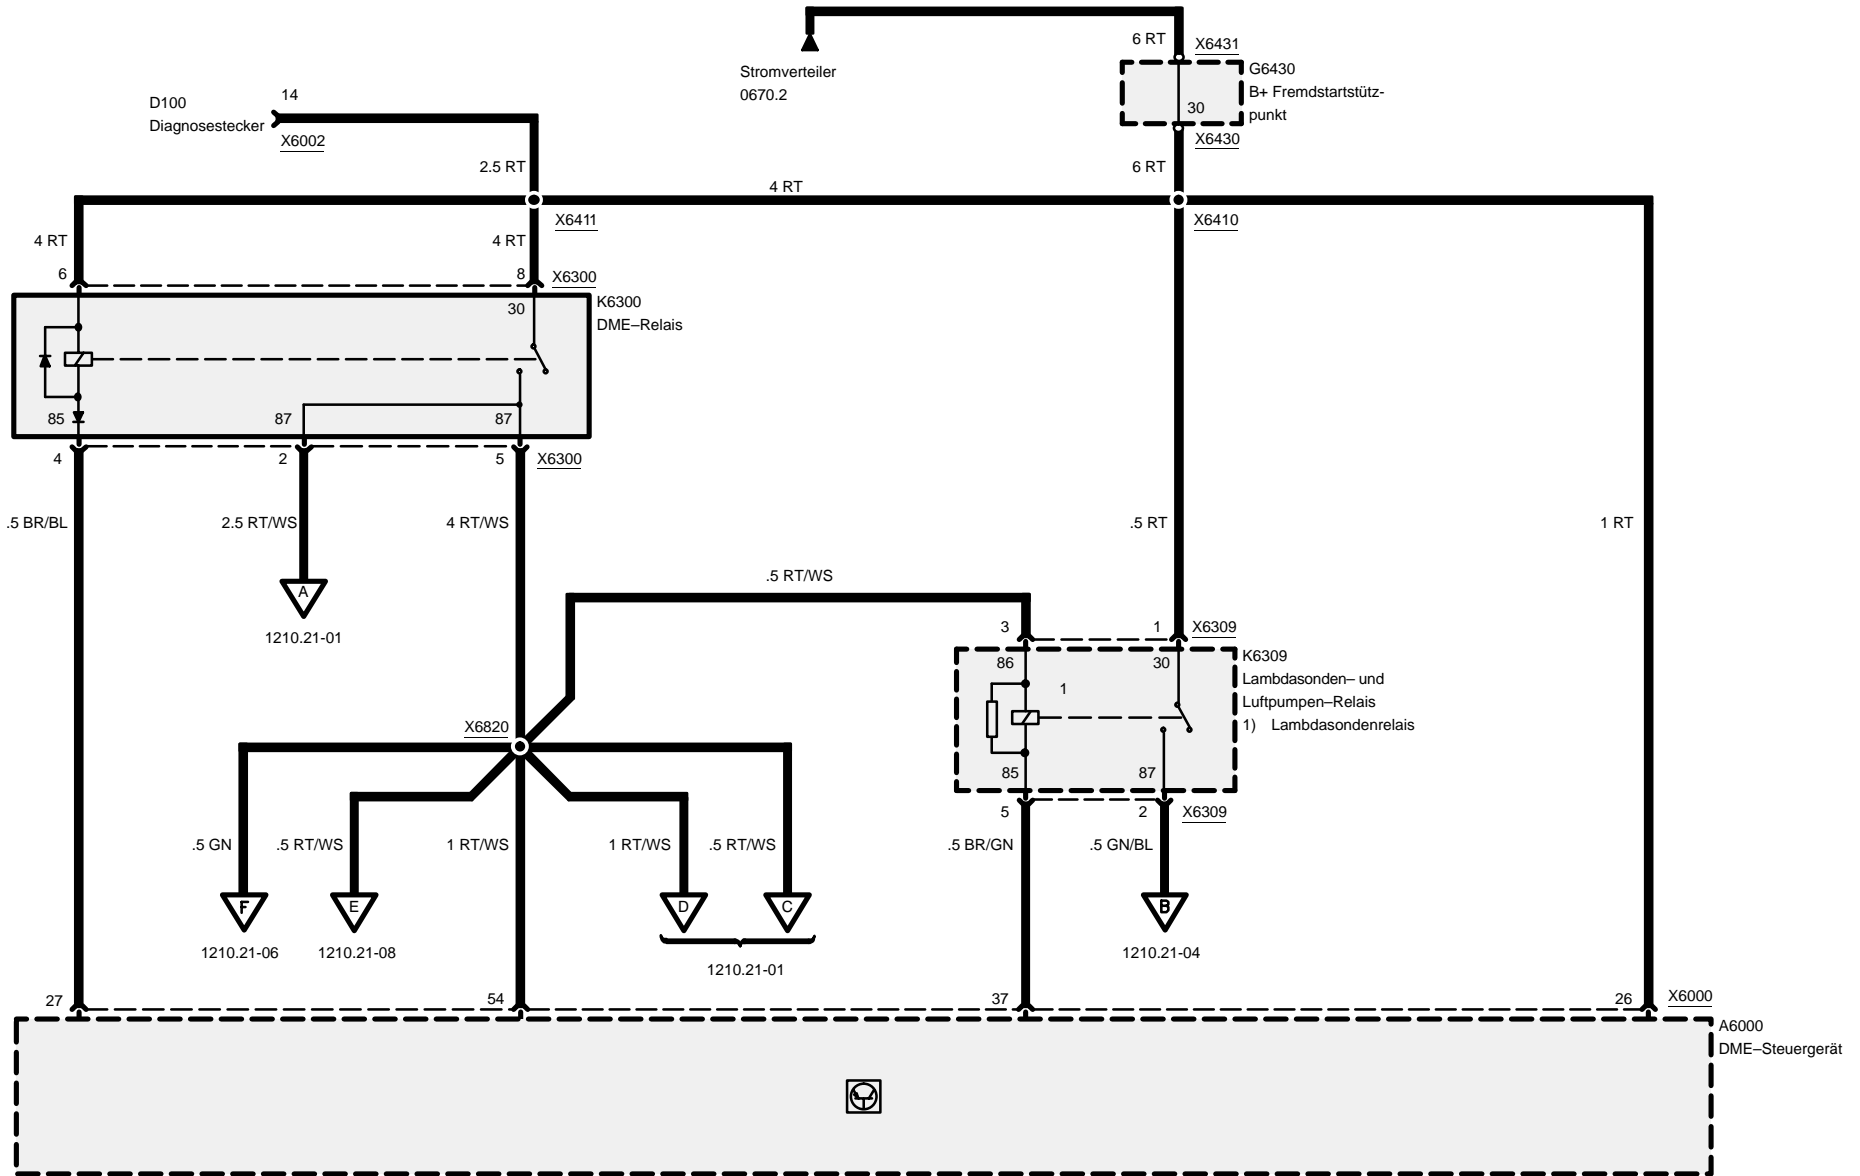 6 RT
X6431
Stromverteiler
0670.2
G6430
B+ Fremdstartstütz-
punkt
30
X6430
D100
Diagnosestecker
14
X6002
2.5 RT
6 RT
4 RT
X6411
X6410
4 RT
4 RT
6
8
X6300
30
K6300
DME–Relais
85
87
87
4
2
5
X6300
.5 BR/BL
2.5 RT/WS
4 RT/WS
.5 RT
1 RT
.5 RT/WS
A
1210.21-01
3
1
X6309
86
30
1
K6309
Lambdasonden– und
Luftpumpen–Relais
1) Lambdasondenrelais
X6820
85
87
5
2
X6309
.5 GN
.5 RT/WS
1 RT/WS
1 RT/WS
.5 RT/WS
.5 BR/GN
.5 GN/BL
F
E
D
C
B
1210.21-06
1210.21-08
1210.21-01
1210.21-04
27
54
37
26
X6000
A6000
DME–Steuergerät